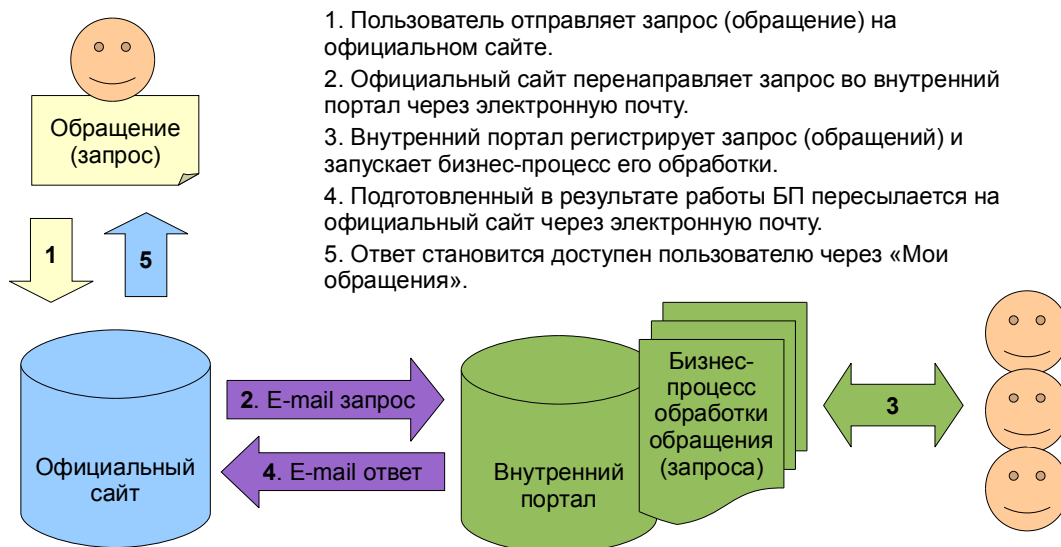 1. Пользователь отправляет запрос (обращение) на
официальном сайте.
2. Официальный сайт перенаправляет запрос во внутренний
портал через электронную почту.
3. Внутренний портал регистрирует запрос (обращений) и
запускает бизнес-процесс его обработки.
4. Подготовленный в результате работы БП пересылается на
официальный сайт через электронную почту.
5. Ответ становится доступен пользователю через «Мои
обращения».
Обращение
(запрос)
1
5
Официальный
сайт
2. E-mail запрос
4. E-mail ответ
Внутренний
портал
Бизнес-
процесс
обработки
обращения
(запроса)
3